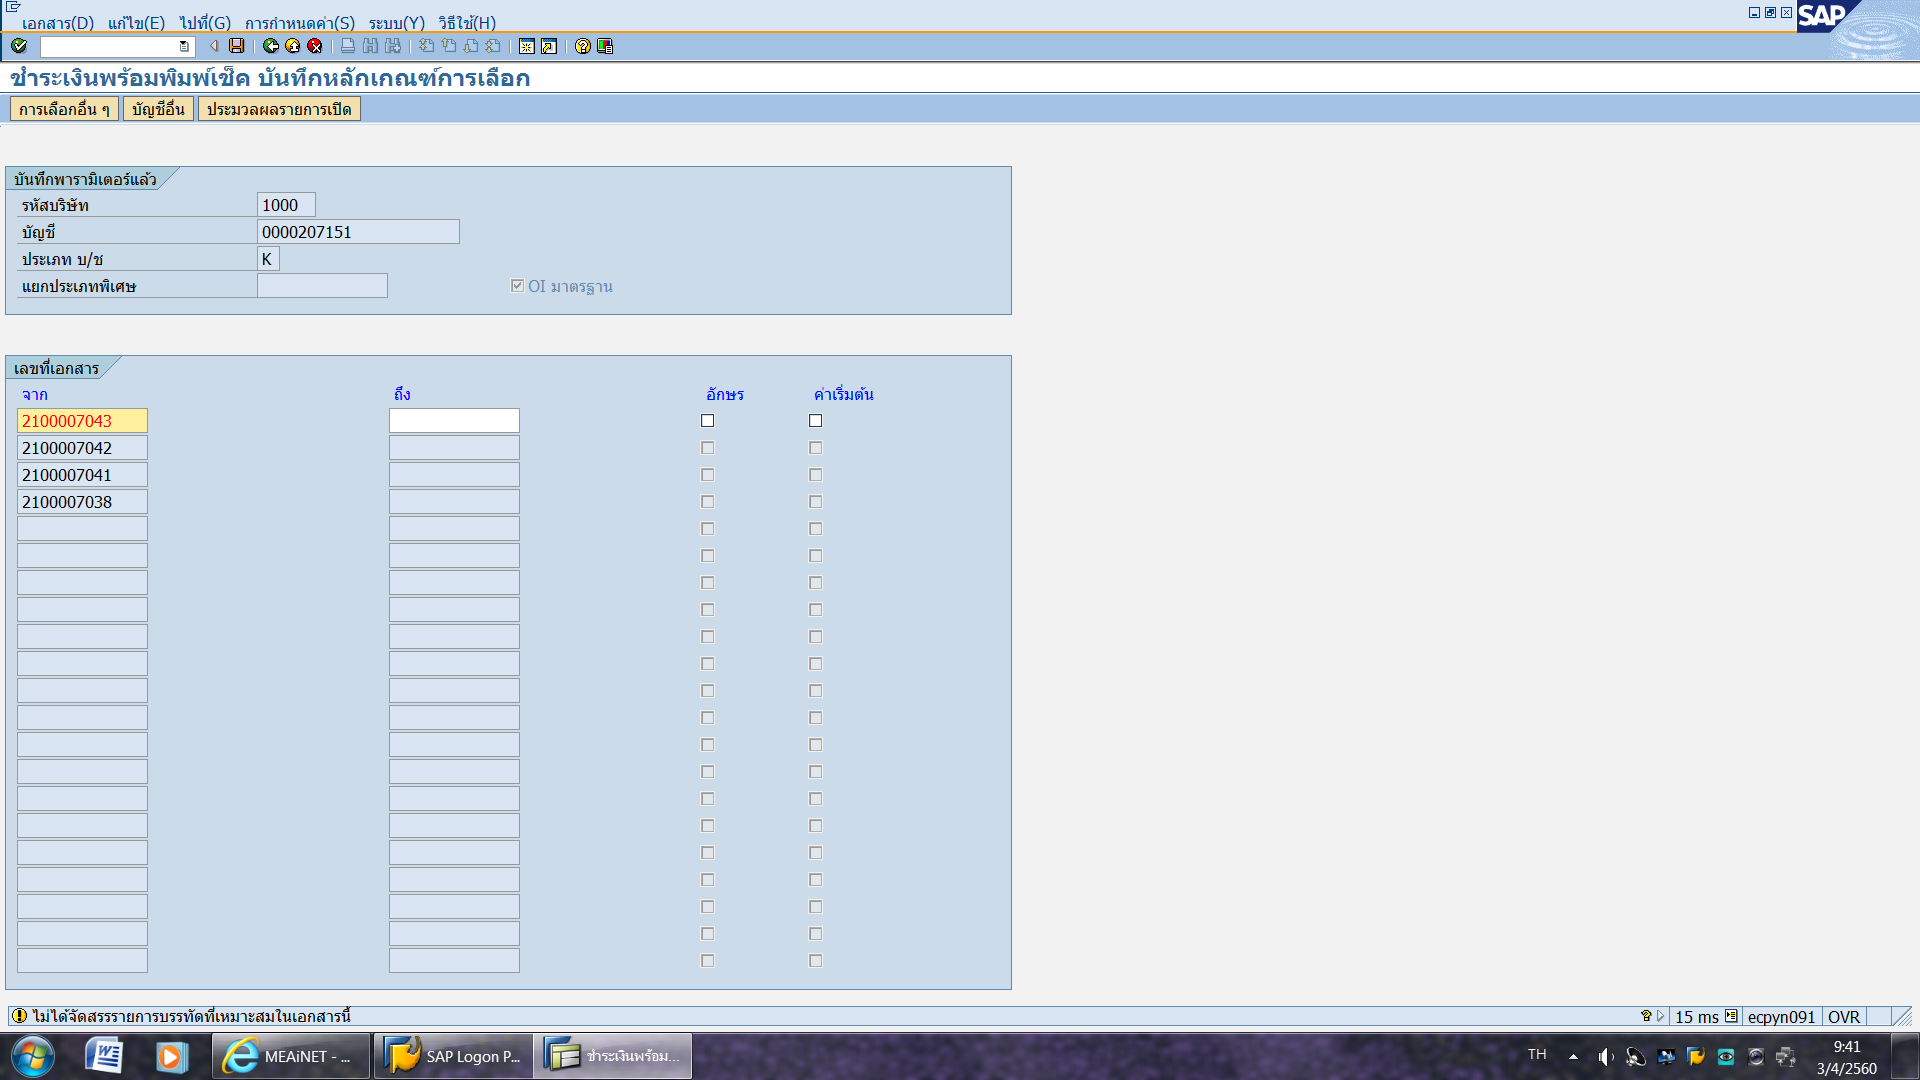 เอกสาร(D) แก้ไข(E) ไปที่(G) การกำหนดค่า(S) ระบบ(Y) วิธีใช้(H)
SAP
ชำระเงินพร้อมพิมพ์เช็ค บันทึกหลักเกณฑ์การเลือก
การเลือกอื่น ๆ บัญชีอื่น ประมวลผลรายการเปิด
บันทึกพารามิเตอร์แล้ว
รหัสบริษัท 1000
บัญชี 0000207151
ประเภท บ/ช K
แยกประเภทพิเศษ OI มาตรฐาน
เลขที่เอกสาร
จาก ถึง อักษร ค่าเริ่มต้น
2100007043
2100007042
2100007041
2100007038
ไม่ได้จัดสรรรายการบรรทัดที่เหมาะสมในเอกสารนี้ 15 ms ecpyn091 OVR
MEAiNET - ... SAP Logon P... ชำระเงินพร้อม... TH 9:41
3/4/2560